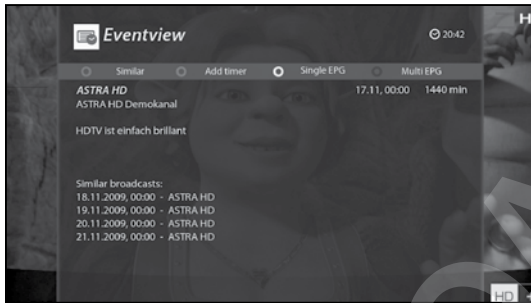 Eventview
20:42
Similar Add timer Single EPG Multi EPG
ASTRA HD 17.11, 00:00 1440 min
ASTRA HD Demokanal
HDTV ist einfach brillant
Similar broadcasts:
18.11.2009, 00:00 - ASTRA HD
19.11.2009, 00:00 - ASTRA HD
20.11.2009, 00:00 - ASTRA HD
21.11.2009, 00:00 - ASTRA HD
HD